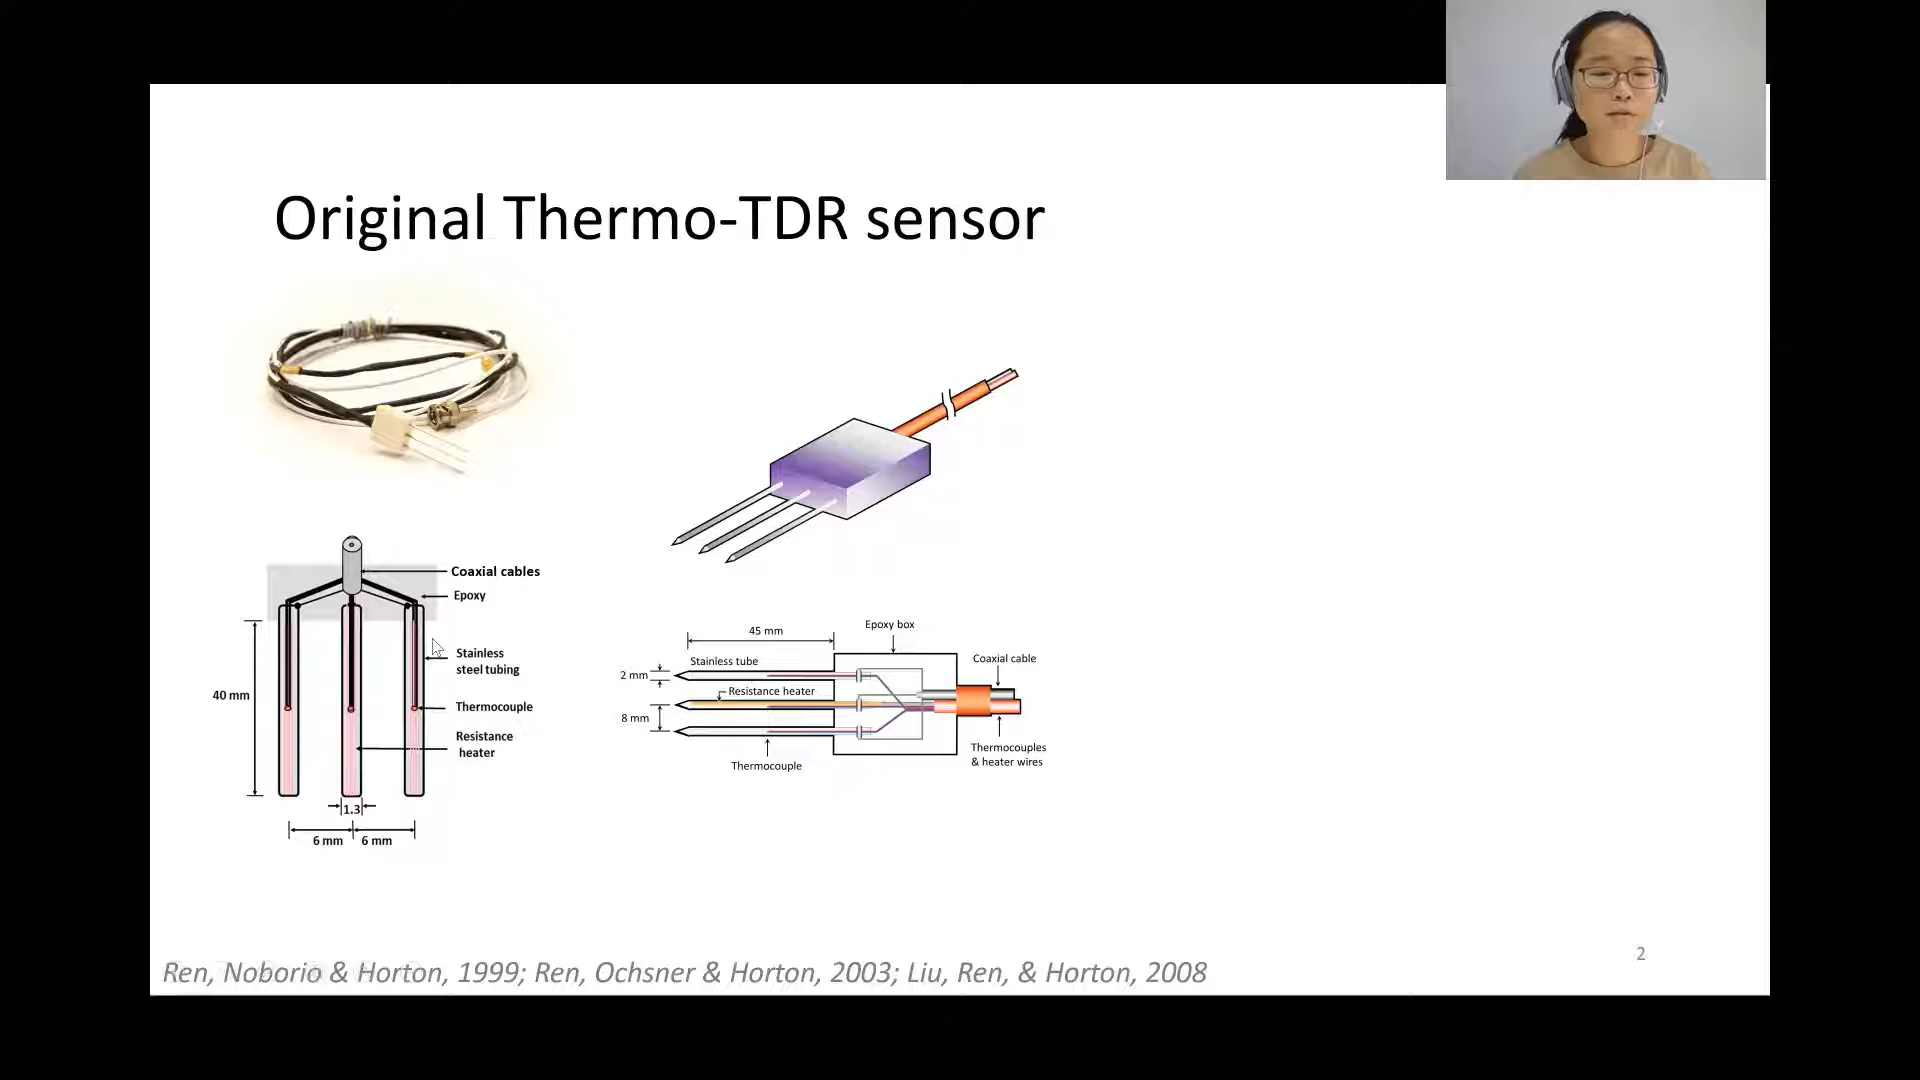 Original Thermo-TDR sensor
Coaxial cables
Epoxy
Stainless
steel tubing
40 mm
Thermocouple
Resistance
heater
1.3
6 mm
6 mm
Epoxy box
45 mm
Stainless tube
Coaxial cable
2 mm
Resistance heater
8 mm
Thermocouples
& heater wires
Thermocouple
2
Ren, Noborio & Horton, 1999; Ren, Ochsner & Horton, 2003; Liu, Ren, & Horton, 2008